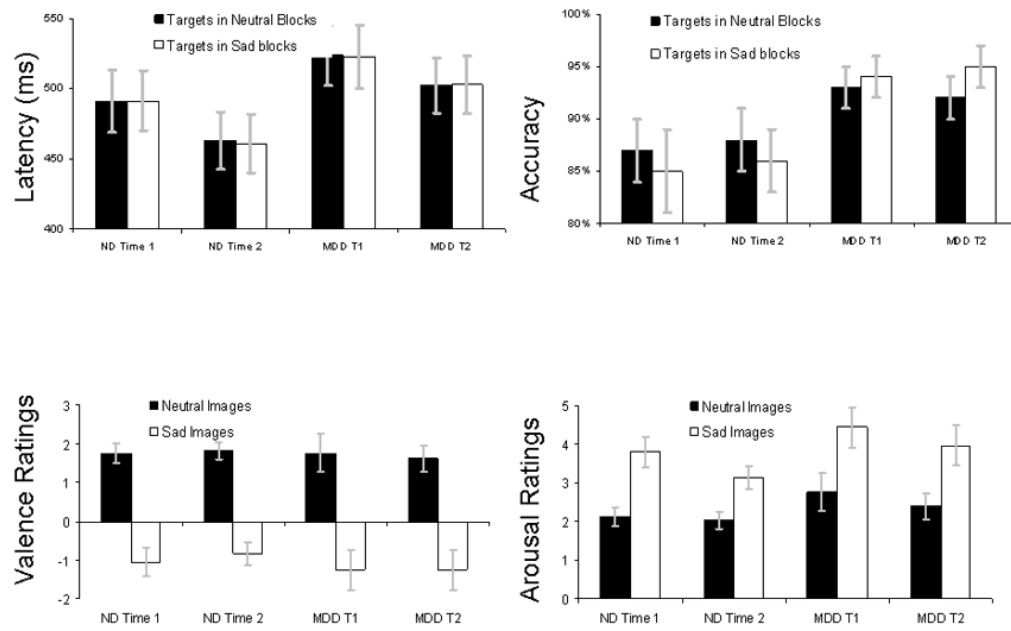 Latency (ms)
550
500
450
400
Targets in Neutral Blocks
Targets in Sad blocks
ND Time 1
ND Time 2
MDD T1
MDD T2
Accuracy
100%
95%
90%
85%
80%
Targets in Neutral Blocks
Targets in Sad blocks
ND Time 1
ND Time 2
MDD T1
MDD T2
Valence Ratings
3
2
1
0
-1
-2
Neutral Images
Sad Images
ND Time 1
ND Time 2
MDD T1
MDD T2
Arousal Ratings
5
4
3
2
1
0
Neutral Images
Sad Images
ND Time 1
ND Time 2
MDD T1
MDD T2